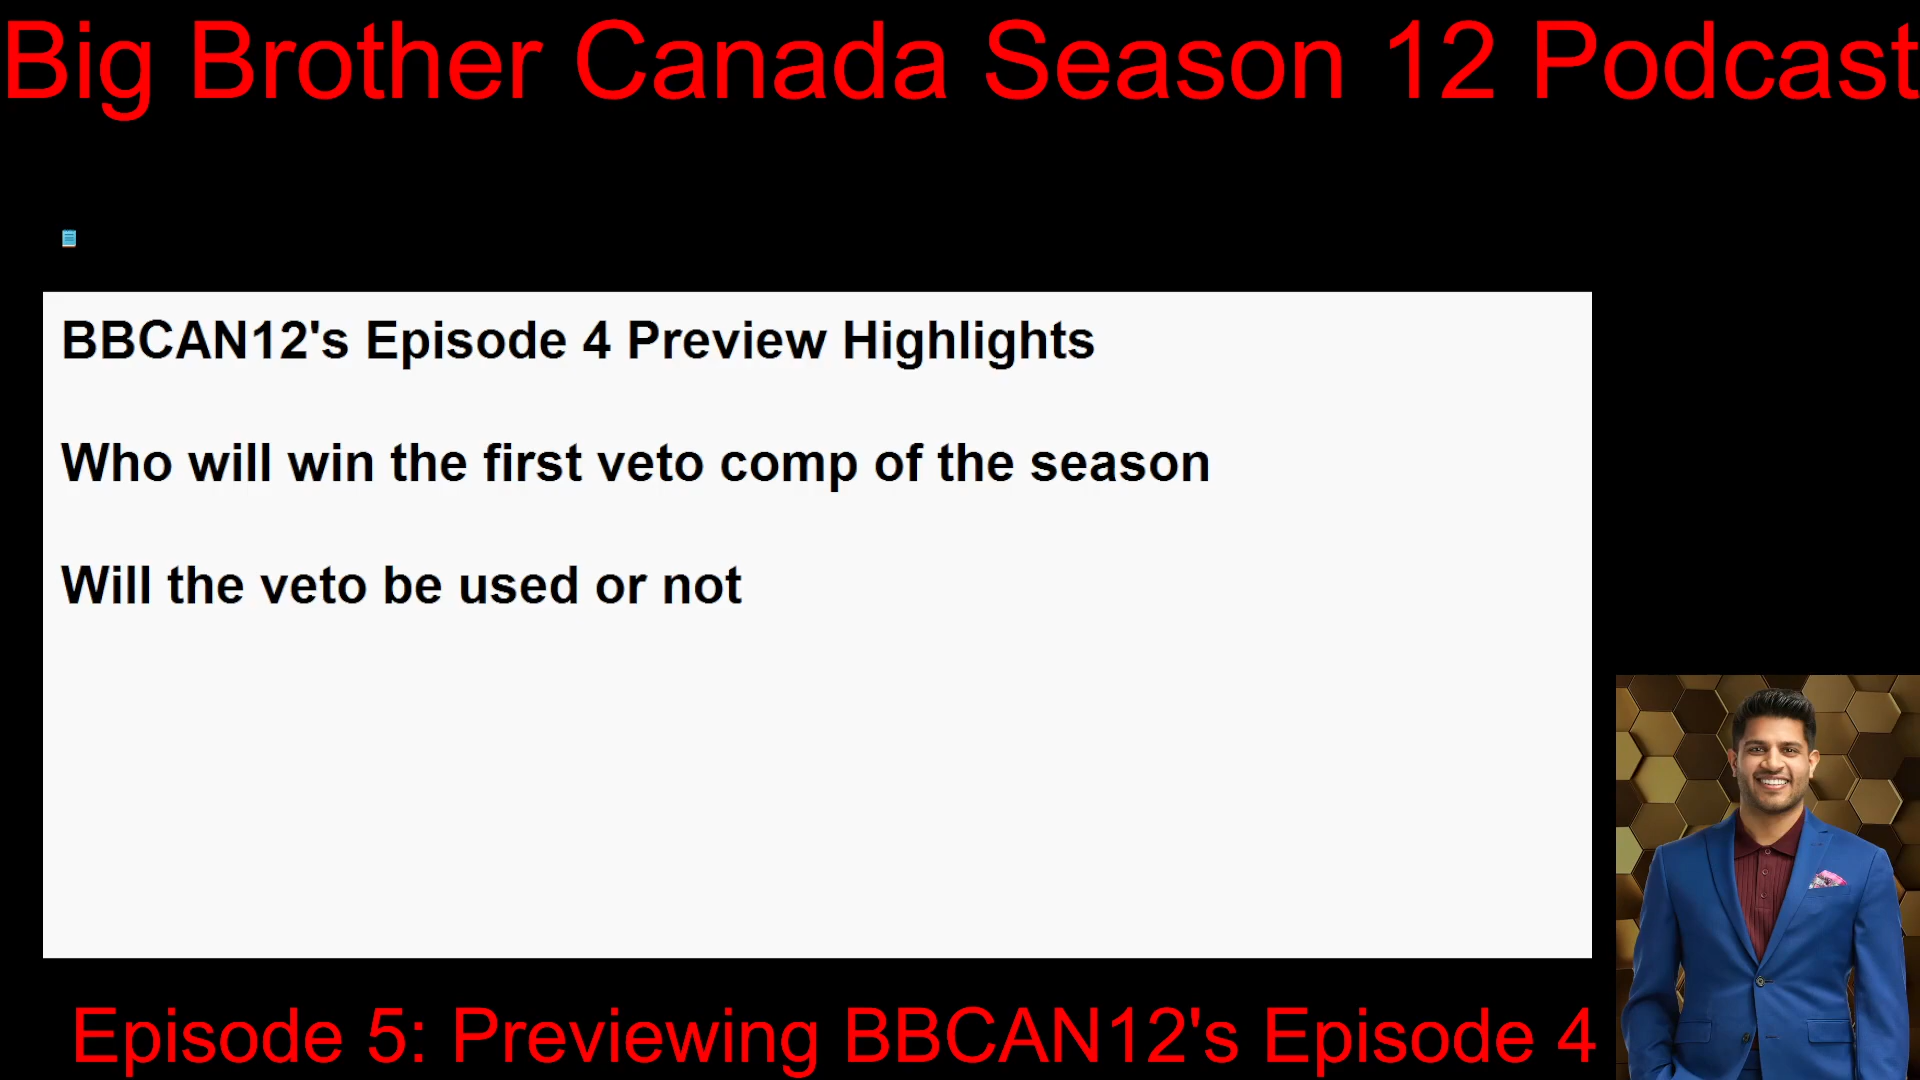 Big Brother Canada Season 12 Podcast
BBCAN12's Episode 4 Preview Highlights
Who will win the first veto comp of the season
Will the veto be used or not
Episode 5: Previewing BBCAN12's Episode 4